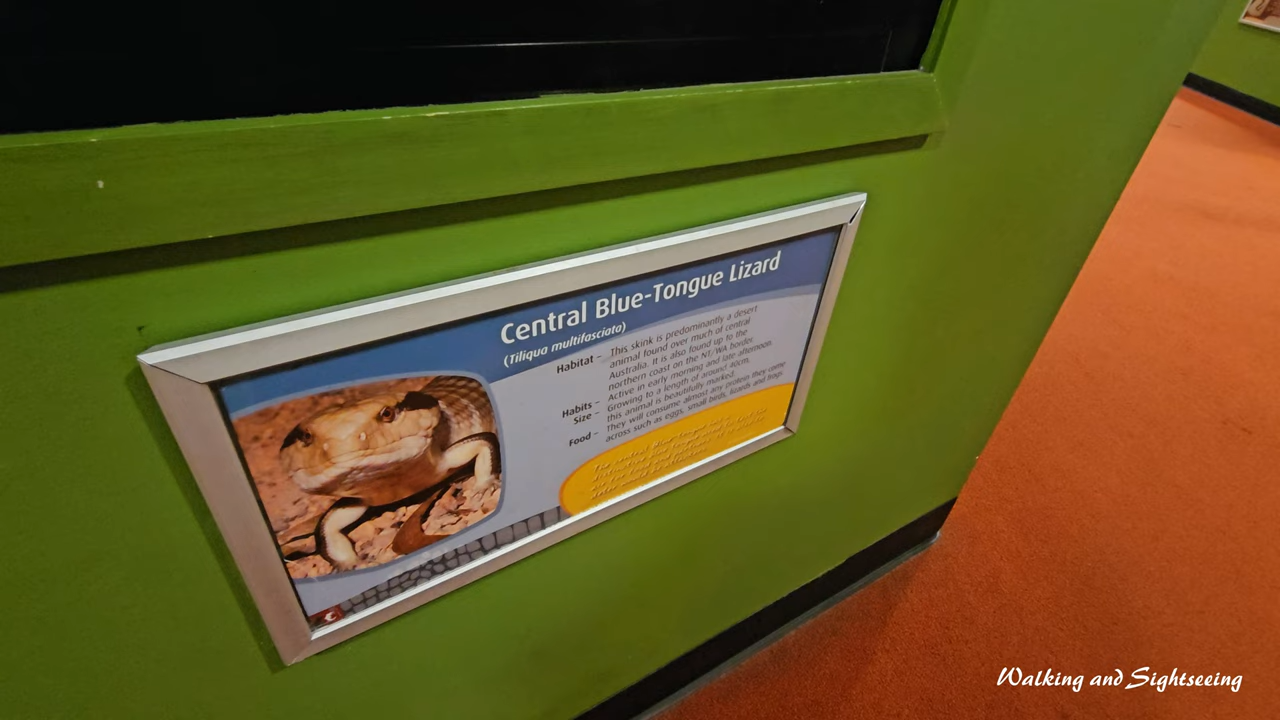 Central Blue-Tongue Lizard
(Tiliqua multifasciata)
Habitat – This skink is predominantly a desert
animal found over much of central
Australia. It is also found up to the
northern coast on the NT/WA border.
Habits – Active in early morning and late afternoon.
Size – Growing to a length of around 40cm,
this animal is beautifully marked.
Food – They will consume almost any protein they come
across such as eggs, small birds, lizards and frogs.
Walking and Sightseeing